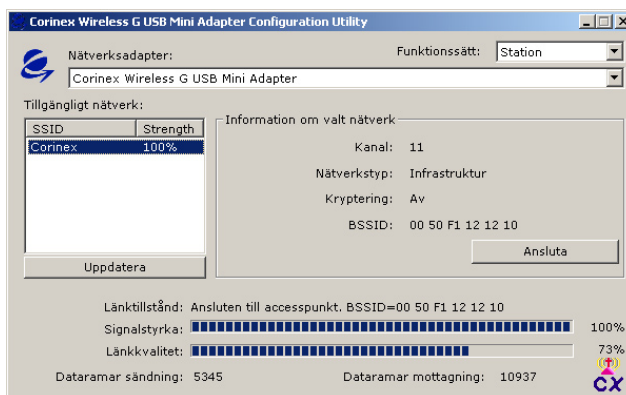 Corinex Wireless G USB Mini Adapter Configuration Utility
Nätverksadapter:
Funktionssätt: Station
Corinex Wireless G USB Mini Adapter
Tillgängligt nätverk:
SSID Strength
Corinex 100%
Uppdatera
Information om valt nätverk
Kanal: 11
Nätverkstyp: Infrastruktur
Kryptering: Av
BSSID: 00 50 F1 12 12 10
Ansluta
Länktillstånd: Ansluten till accesspunkt. BSSID=00 50 F1 12 12 10
Signalstyrka: 100%
Länkkvalitet: 73%
Dataramar sändning: 5345 Dataramar mottagning: 10937
CX